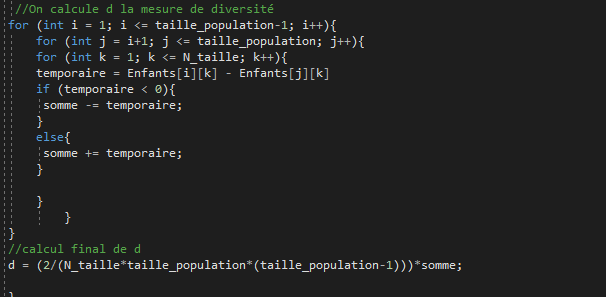 //On calcule d la mesure de diversité
for (int i = 1; i <= taille_population-1; i++){
for (int j = i+1; j <= taille_population; j++){
for (int k = 1; k <= N_taille; k++){
temporaire = Enfants[i][k] - Enfants[j][k]
if (temporaire < 0){
somme -= temporaire;
}
else{
somme += temporaire;
}
}
}
}
//calcul final de d
d = (2/(N_taille*taille_population*(taille_population-1)))*somme;
}